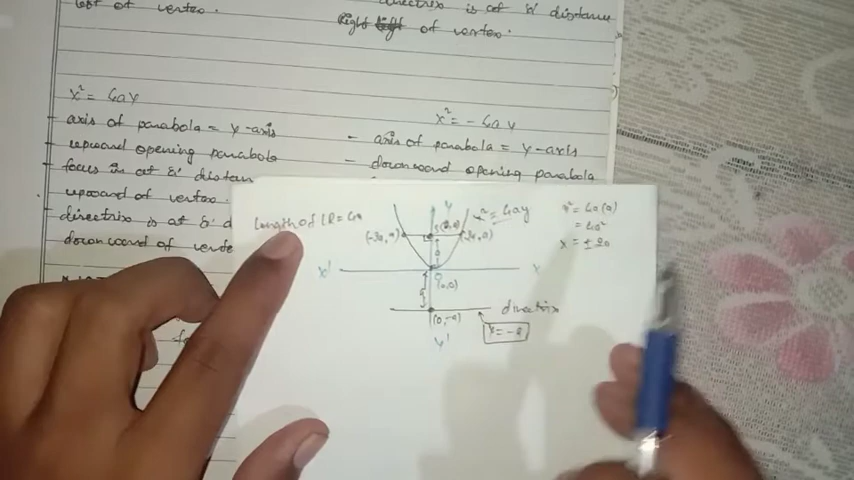 left of vertex.
directrix is at 'a' distance
right left of vertex.
x² = 4ay
axis of parabola = y-axis
upward opening parabola
focus is at 'a' distan
upward of vertex.
directrix is at 'a' d
downward of verte
x² = -4ay
- axis of parabola = y-axis
- downward opening parabola
Length of LR = 4a
y
x² = 4ay
(-2a, a)
S(0,a)
(2a, a)
x'
x
O
(0,0)
a
(0,-a)
directrix
y = -a
y'
x² = 4a(a)
= 4a²
x = ±2a